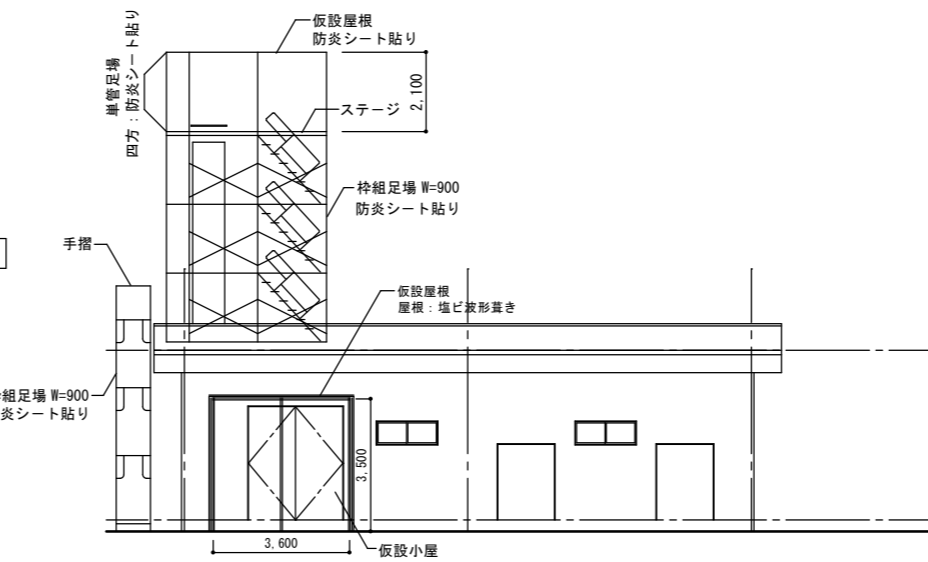 仮設屋根
防炎シート貼り
単管足場
四方：防炎シート貼り
2,100
ステージ
枠組足場 W=900
防炎シート貼り
手摺
仮設屋根
屋根：塩ビ波形葺き
組足場 W=900
炎シート貼り
3,500
3,600
仮設小屋